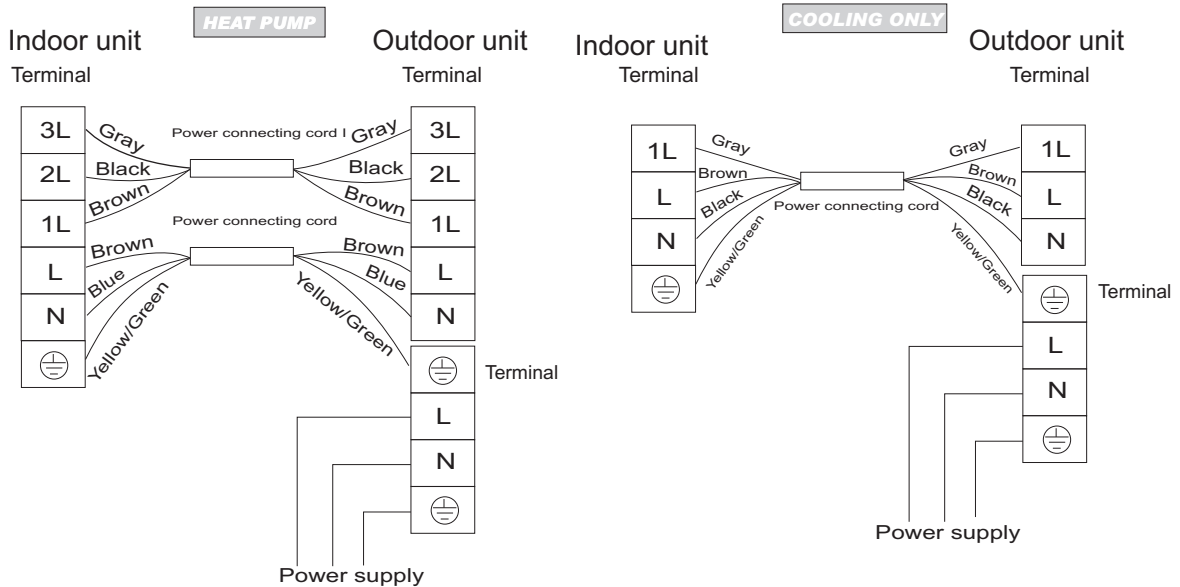 HEAT PUMP
Indoor unit
Outdoor unit
Terminal
Terminal
3L
Gray
Power connecting cord I
Gray
3L
2L
Black
Black
2L
1L
Brown
Brown
1L
Power connecting cord
L
Brown
Brown
L
N
Blue
Blue
N
Yellow/Green
Yellow/Green
Terminal
L
N
Power supply
COOLING ONLY
Indoor unit
Outdoor unit
Terminal
Terminal
1L
Gray
Gray
1L
L
Brown
Brown
L
Black
Power connecting cord
Black
N
N
Yellow/Green
Yellow/Green
Terminal
L
N
Power supply